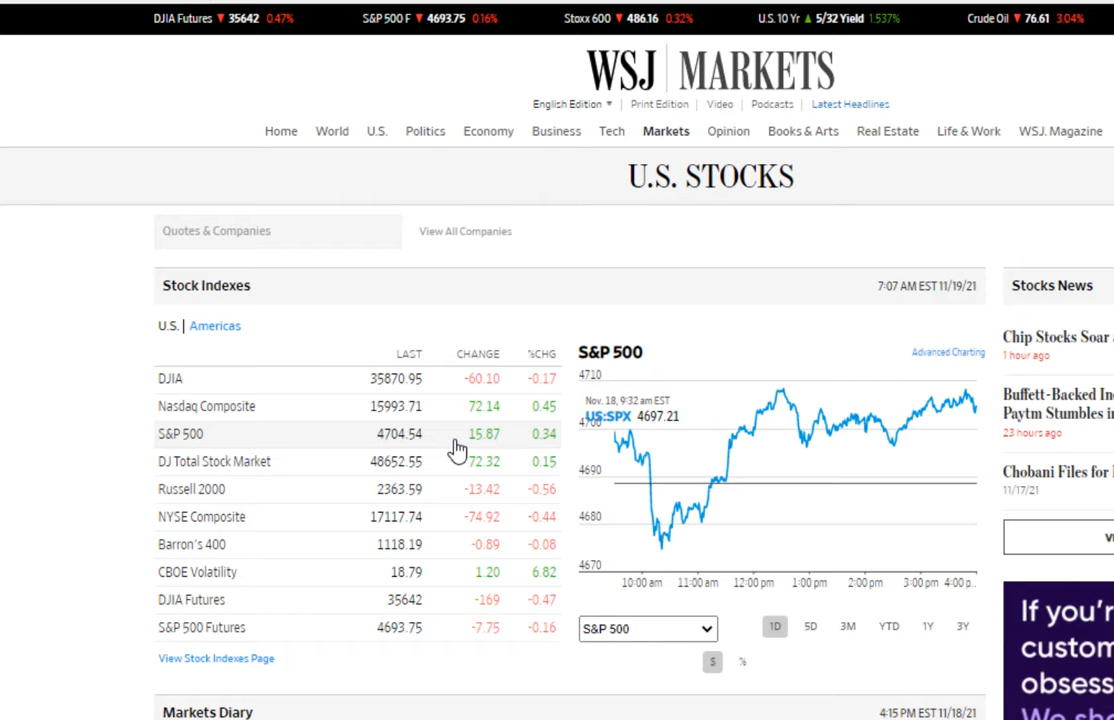 DJIA Futures ▼ 35642 0.47% S&P 500 F ▼ 4693.75 0.16% Stoxx 600 ▼ 486.16 0.32% U.S. 10 Yr ▲ 5/32 Yield 1.537% Crude Oil ▼ 76.61 3.04%
WSJ | MARKETS
English Edition ▼ | Print Edition | Video | Podcasts | Latest Headlines
Home World U.S. Politics Economy Business Tech Markets Opinion Books & Arts Real Estate Life & Work WSJ. Magazine
U.S. STOCKS
Quotes & Companies View All Companies
Stock Indexes 7:07 AM EST 11/19/21
U.S. | Americas
LAST CHANGE %CHG
DJIA 35870.95 -60.10 -0.17
Nasdaq Composite 15993.71 72.14 0.45
S&P 500 4704.54 15.87 0.34
DJ Total Stock Market 48652.55 72.32 0.15
Russell 2000 2363.59 -13.42 -0.56
NYSE Composite 17117.74 -74.92 -0.44
Barron's 400 1118.19 -0.89 -0.08
CBOE Volatility 18.79 1.20 6.82
DJIA Futures 35642 -169 -0.47
S&P 500 Futures 4693.75 -7.75 -0.16
View Stock Indexes Page
S&P 500 Advanced Charting
4710
Nov. 18, 9:32 am EST
US:SPX 4697.21
4700
4690
4680
4670
10:00 am 11:00 am 12:00 pm 1:00 pm 2:00 pm 3:00 pm 4:00 p..
S&P 500 1D 5D 3M YTD 1Y 3Y
$ %
Stocks News
Chip Stocks Soar
1 hour ago
Buffett-Backed In
Paytm Stumbles in
23 hours ago
Chobani Files for
11/17/21
If you'r
custom
obsess
We sh
Markets Diary 4:15 PM EST 11/18/21